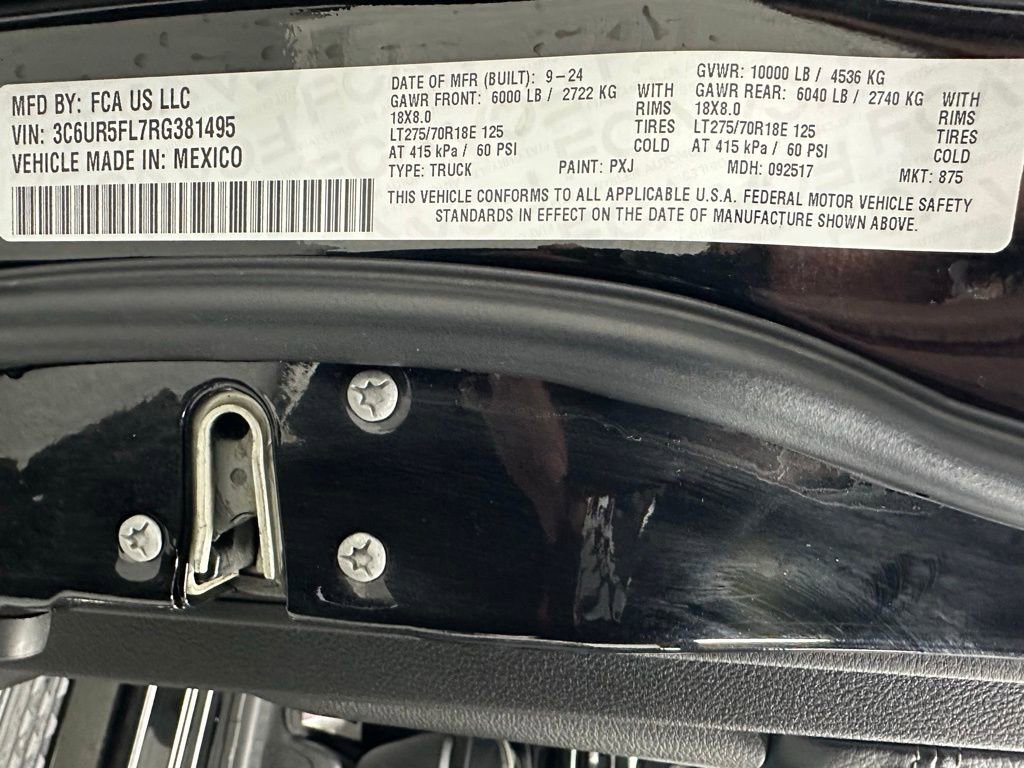 MFD BY: FCA US LLC
VIN: 3C6UR5FL7RG381495
VEHICLE MADE IN: MEXICO
DATE OF MFR (BUILT): 9-24
GAWR FRONT: 6000 LB / 2722 KG WITH
18X8.0 RIMS
LT275/70R18E 125 TIRES
AT 415 kPa / 60 PSI COLD
TYPE: TRUCK PAINT: PXJ
GVWR: 10000 LB / 4536 KG
GAWR REAR: 6040 LB / 2740 KG WITH
18X8.0 RIMS
LT275/70R18E 125 TIRES
AT 415 kPa / 60 PSI COLD
MDH: 092517 MKT: 875
THIS VEHICLE CONFORMS TO ALL APPLICABLE U.S.A. FEDERAL MOTOR VEHICLE SAFETY
STANDARDS IN EFFECT ON THE DATE OF MANUFACTURE SHOWN ABOVE.